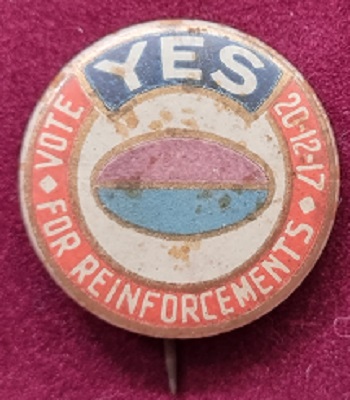 YES
VOTE
FOR REINFORCEMENTS
20-12-17